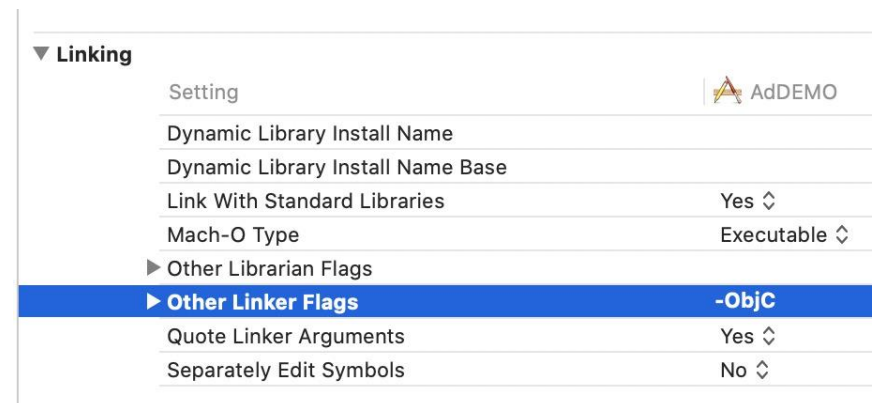 Linking
Setting AdDEMO
Dynamic Library Install Name
Dynamic Library Install Name Base
Link With Standard Libraries Yes
Mach-O Type Executable
Other Librarian Flags
Other Linker Flags -ObjC
Quote Linker Arguments Yes
Separately Edit Symbols No